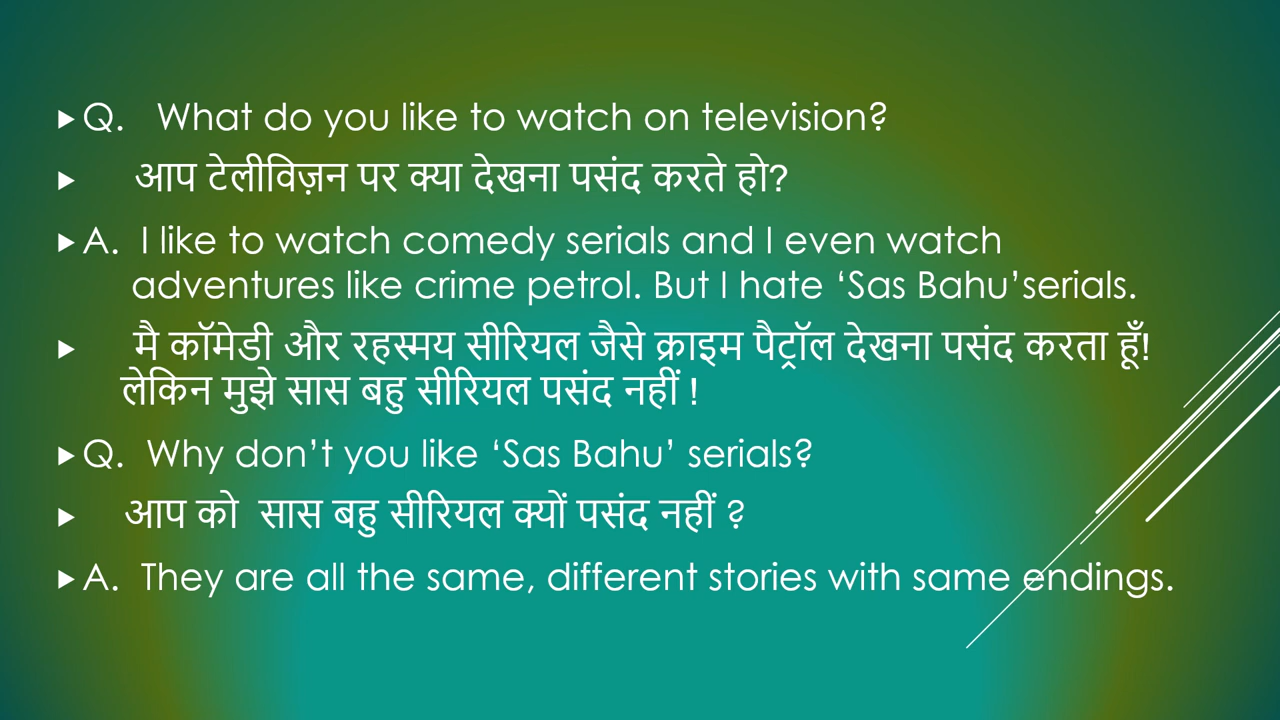 Q. What do you like to watch on television?
आप टेलीविज़न पर क्या देखना पसंद करते हो?
A. I like to watch comedy serials and I even watch
adventures like crime petrol. But I hate ‘Sas Bahu’serials.
मै कॉमेडी और रहस्मय सीरियल जैसे क्राइम पैट्रॉल देखना पसंद करता हूँ!
लेकिन मुझे सास बहु सीरियल पसंद नहीं !
Q. Why don’t you like ‘Sas Bahu’ serials?
आप को सास बहु सीरियल क्यों पसंद नहीं ?
A. They are all the same, different stories with same endings.